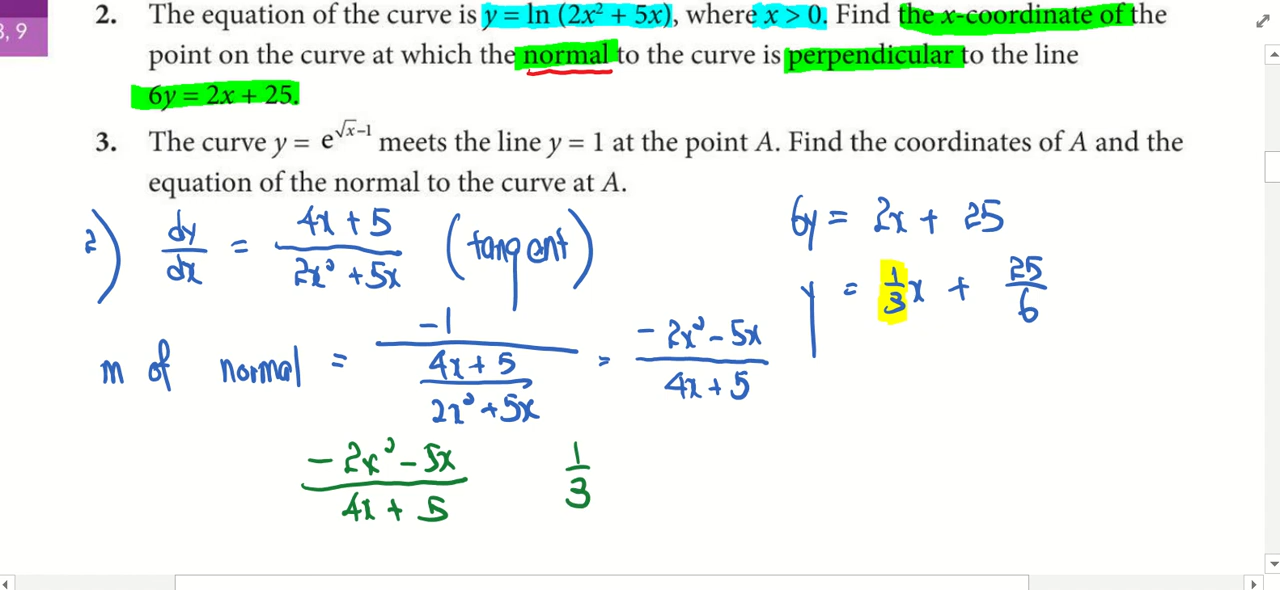 3, 9
2. The equation of the curve is y = ln (2x² + 5x), where x > 0. Find the x-coordinate of the
point on the curve at which the normal to the curve is perpendicular to the line
6y = 2x + 25.
3. The curve y = e^(√x−1) meets the line y = 1 at the point A. Find the coordinates of A and the
equation of the normal to the curve at A.
2) dy/dx = (4x + 5)/(2x² + 5x) (tangent)
6y = 2x + 25
y = 1/3 x + 25/6
m of normal = −1/((4x + 5)/(2x² + 5x)) = (−2x² − 5x)/(4x + 5)
(−2x² − 5x)/(4x + 5) 1/3